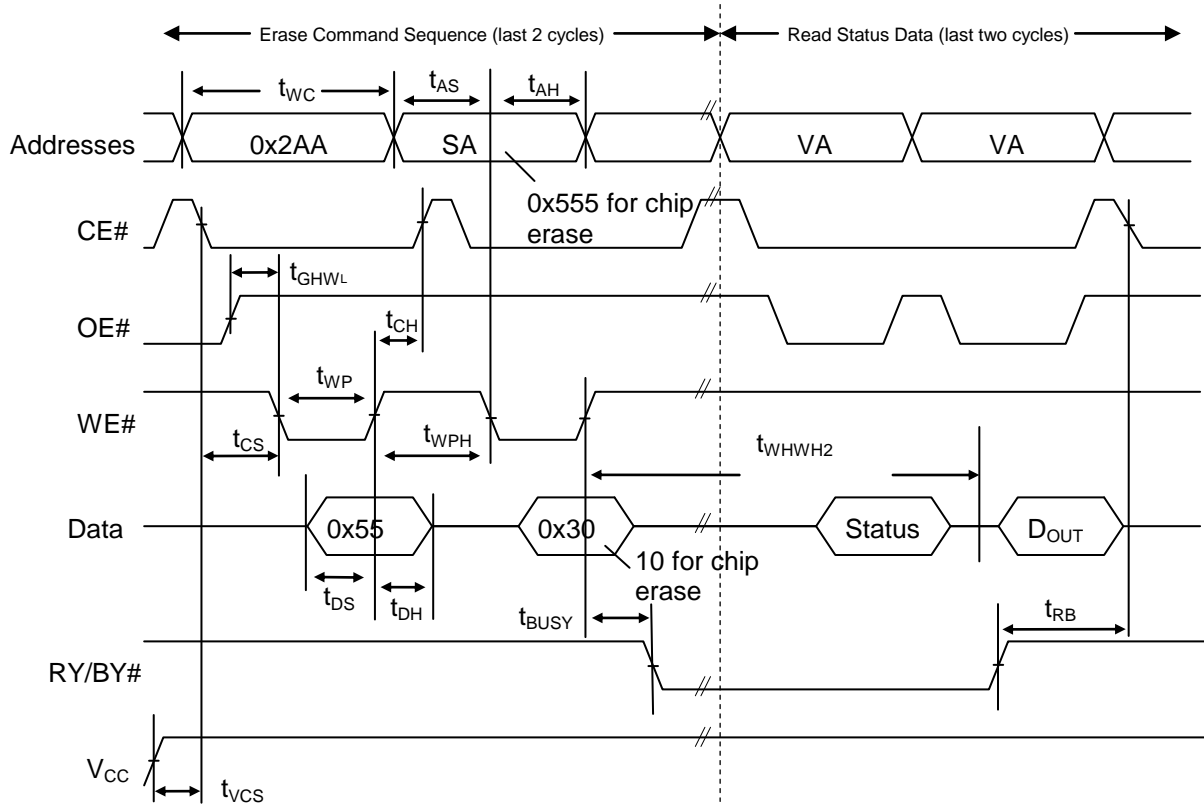 Erase Command Sequence (last 2 cycles)
Read Status Data (last two cycles)
tWC
tAS
tAH
Addresses
0x2AA
SA
VA
VA
0x555 for chip
erase
CE#
tGHWL
OE#
tCH
tWP
WE#
tCS
tWPH
tWHWH2
Data
0x55
0x30
Status
DOUT
10 for chip
erase
tDS
tDH
tBUSY
tRB
RY/BY#
VCC
tVCS